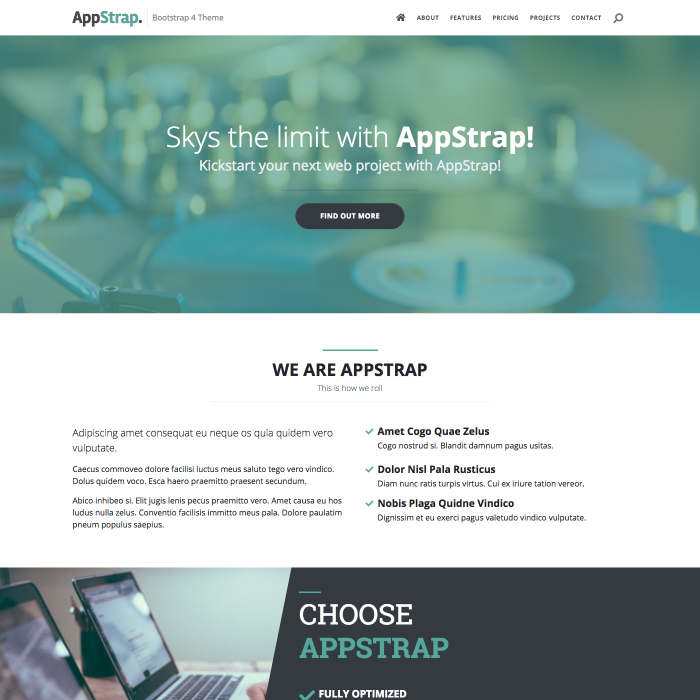 AppStrap. Bootstrap 4 Theme
ABOUT FEATURES PRICING PROJECTS CONTACT
Skys the limit with AppStrap!
Kickstart your next web project with AppStrap!
FIND OUT MORE
WE ARE APPSTRAP
This is how we roll
Adipiscing amet consequat eu neque os quia quidem vero
vulputate.
Caecus commoveo dolore facilisi luctus meus saluto tego vero vindico.
Dolus quidem voco. Esca haero praemitto praesent secundum.
Abico inhibeo si. Elit jugis lenis pecus praemitto vero. Amet causa eu hos
ludus nulla zelus. Conventio facilisis immitto meus pala. Dolore paulatim
pneum populus saepius.
Amet Cogo Quae Zelus
Cogo nostrud si. Blandit damnum pagus usitas.
Dolor Nisl Pala Rusticus
Diam nunc ratis turpis virtus. Cui ex iriure tation vereor.
Nobis Plaga Quidne Vindico
Dignissim et eu exerci pagus valetudo vindico vulputate.
CHOOSE
APPSTRAP
FULLY OPTIMIZED